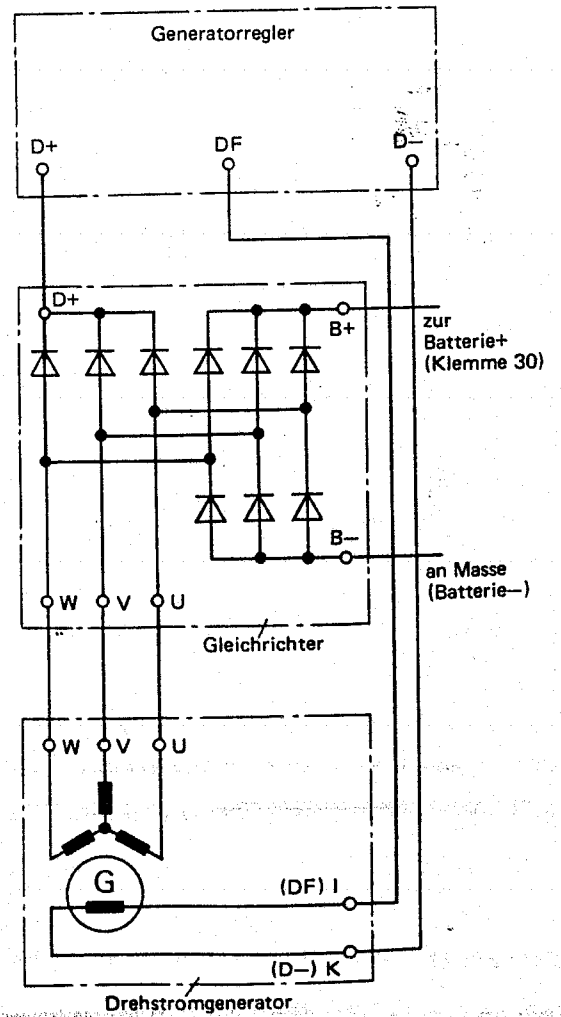 Generatorregler
D+
DF
D—
D+
B+
zur
Batterie+
(Klemme 30)
B—
an Masse
(Batterie—)
W
V
U
Gleichrichter
W
V
U
G
(DF) I
(D—) K
Drehstromgenerator